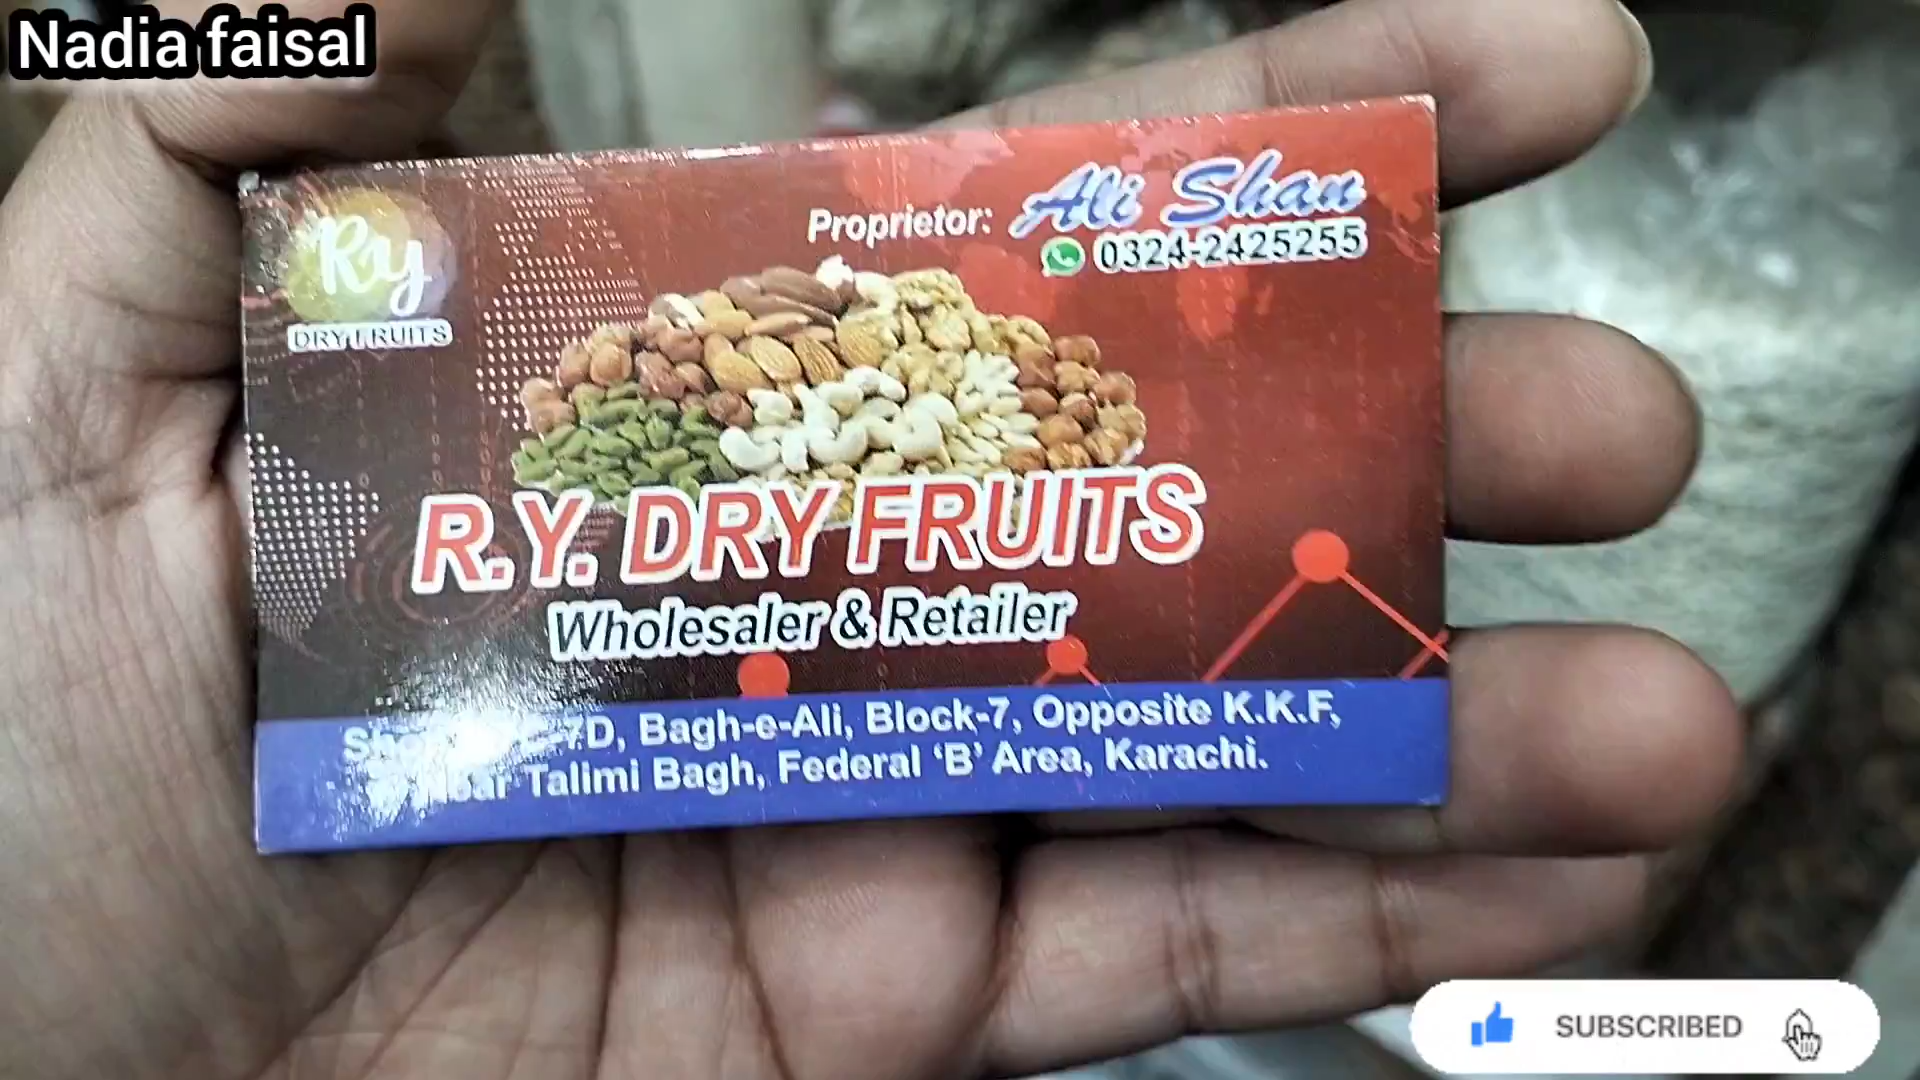 Nadia faisal
Ry
DRY FRUITS
Proprietor: Ali Shan
0324-2425255
R.Y. DRY FRUITS
Wholesaler & Retailer
7D, Bagh-e-Ali, Block-7, Opposite K.K.F,
Near Talimi Bagh, Federal ‘B’ Area, Karachi.
SUBSCRIBED